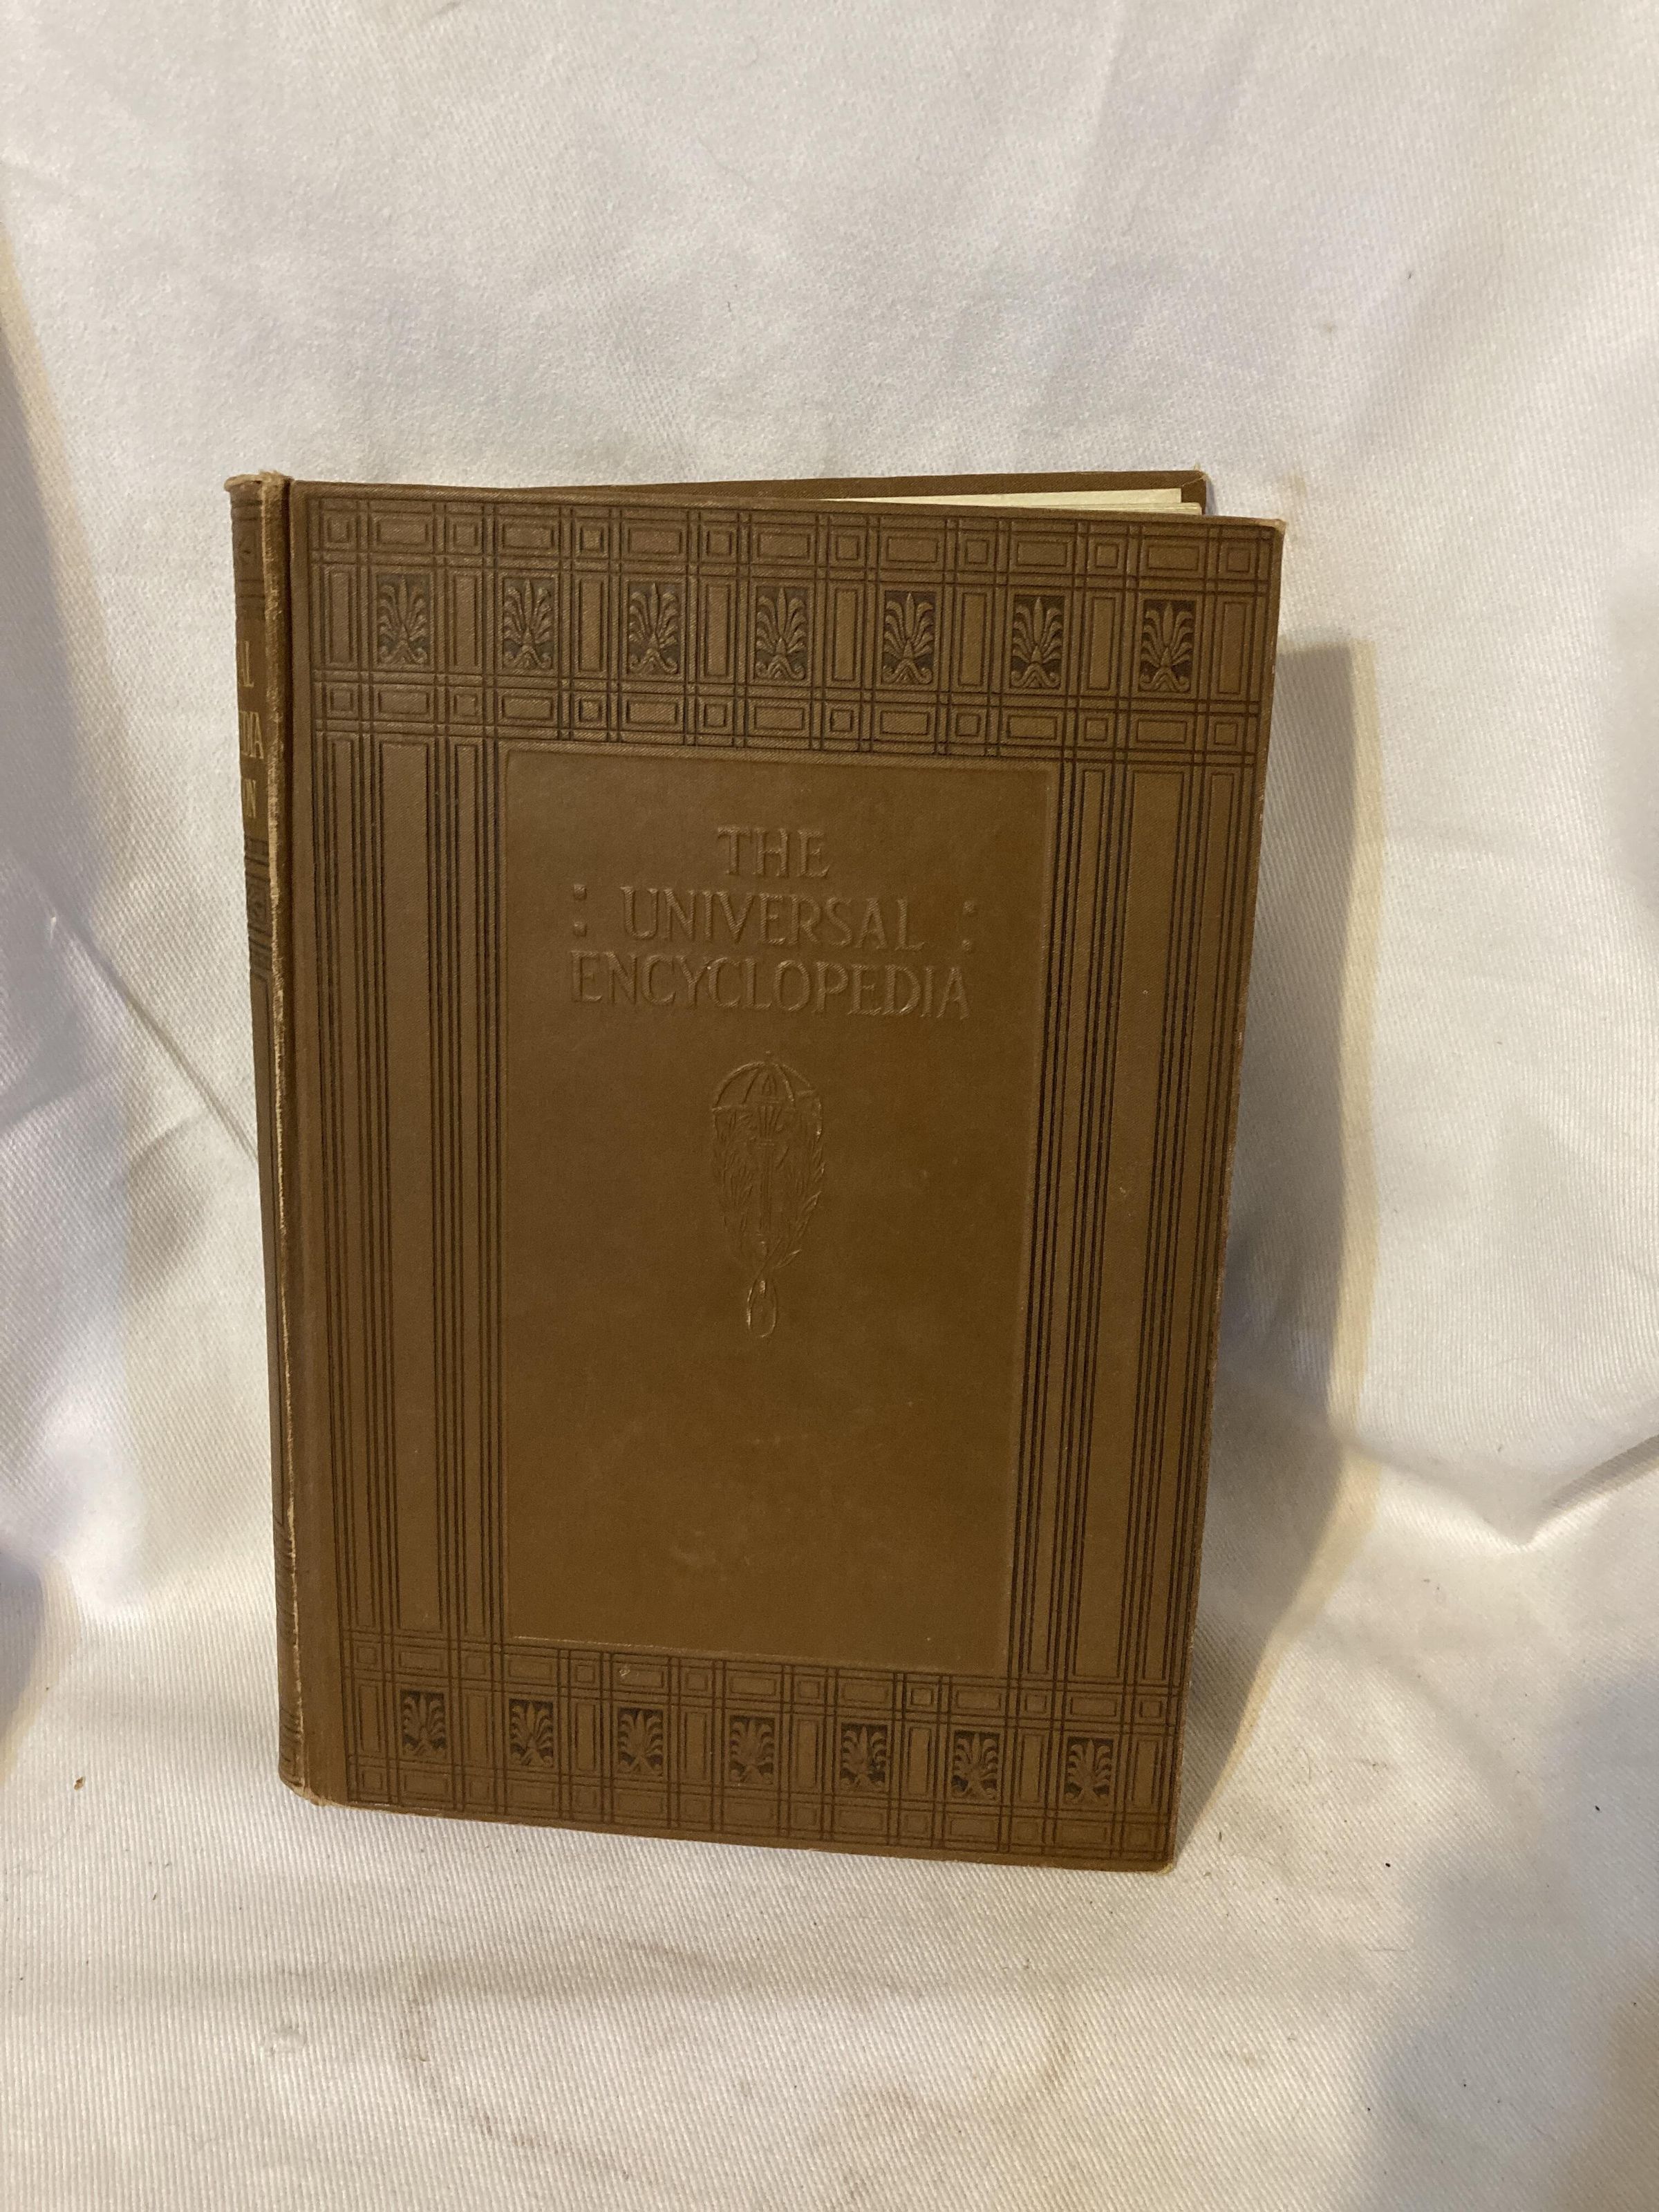 THE
: UNIVERSAL :
ENCYCLOPEDIA